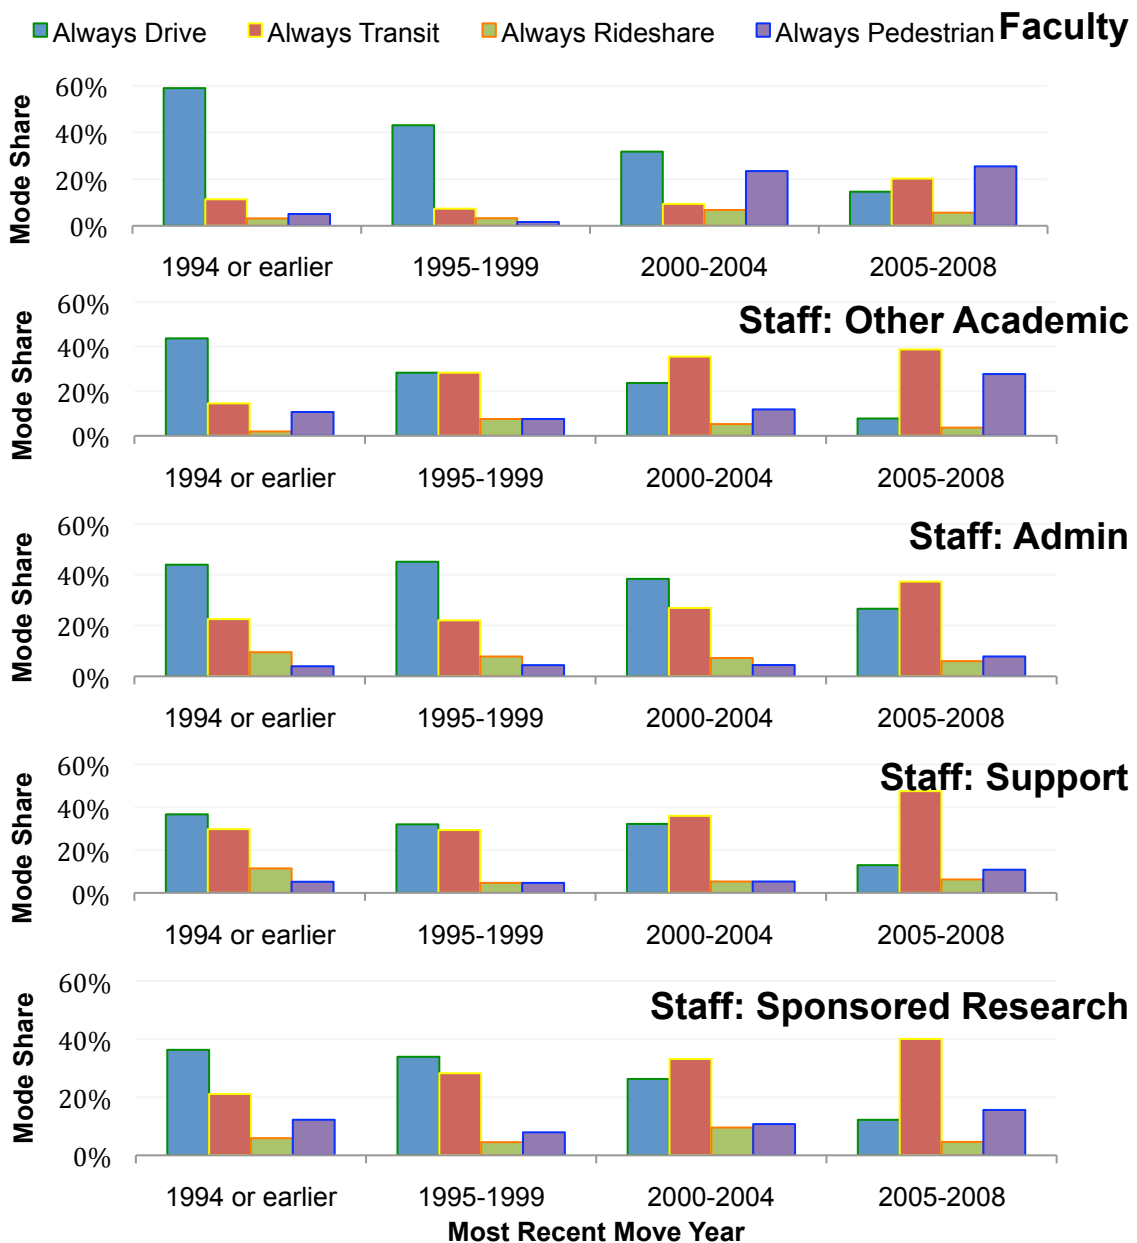 Always Drive Always Transit Always Rideshare Always Pedestrian Faculty
Mode Share
60%
40%
20%
0%
1994 or earlier 1995-1999 2000-2004 2005-2008
Staff: Other Academic
Mode Share
60%
40%
20%
0%
1994 or earlier 1995-1999 2000-2004 2005-2008
Staff: Admin
Mode Share
60%
40%
20%
0%
1994 or earlier 1995-1999 2000-2004 2005-2008
Staff: Support
Mode Share
60%
40%
20%
0%
1994 or earlier 1995-1999 2000-2004 2005-2008
Staff: Sponsored Research
Mode Share
60%
40%
20%
0%
1994 or earlier 1995-1999 2000-2004 2005-2008
Most Recent Move Year